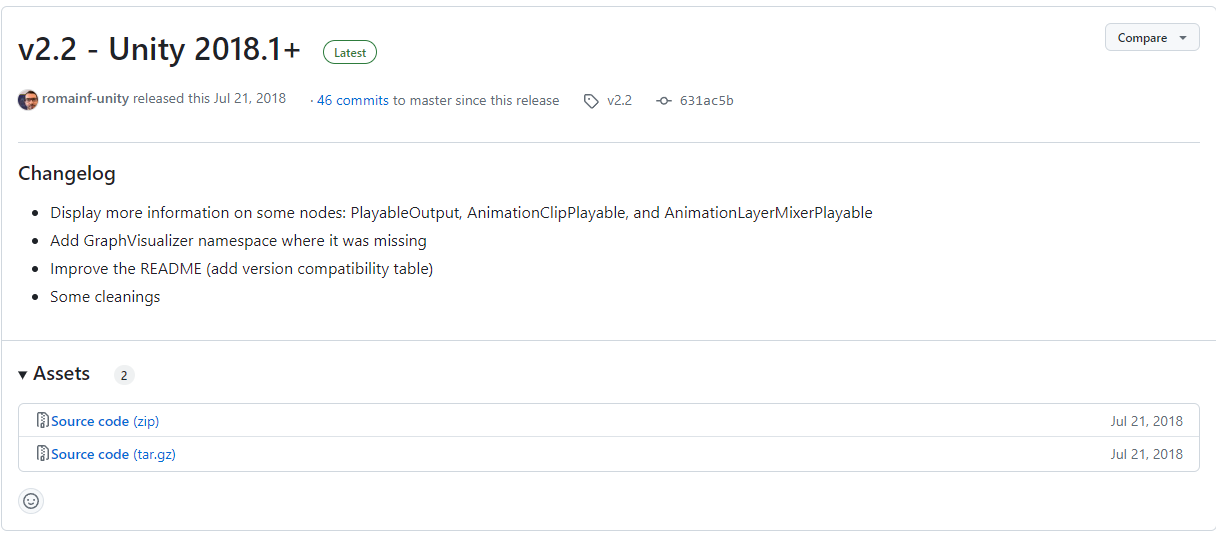 v2.2 - Unity 2018.1+ Latest Compare
romainf-unity released this Jul 21, 2018 · 46 commits to master since this release v2.2 631ac5b
Changelog
• Display more information on some nodes: PlayableOutput, AnimationClipPlayable, and AnimationLayerMixerPlayable
• Add GraphVisualizer namespace where it was missing
• Improve the README (add version compatibility table)
• Some cleanings
Assets 2
Source code (zip) Jul 21, 2018
Source code (tar.gz) Jul 21, 2018